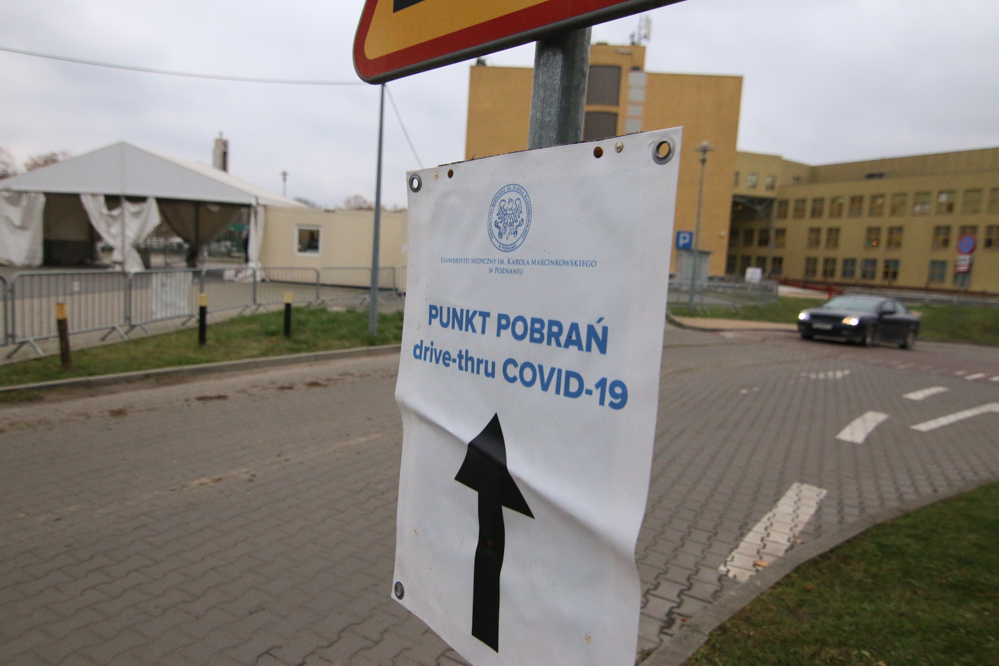 UNIWERSYTET MEDYCZNY IM. KAROLA MARCINKOWSKIEGO
W POZNANIU
PUNKT POBRAŃ
drive-thru COVID-19
P